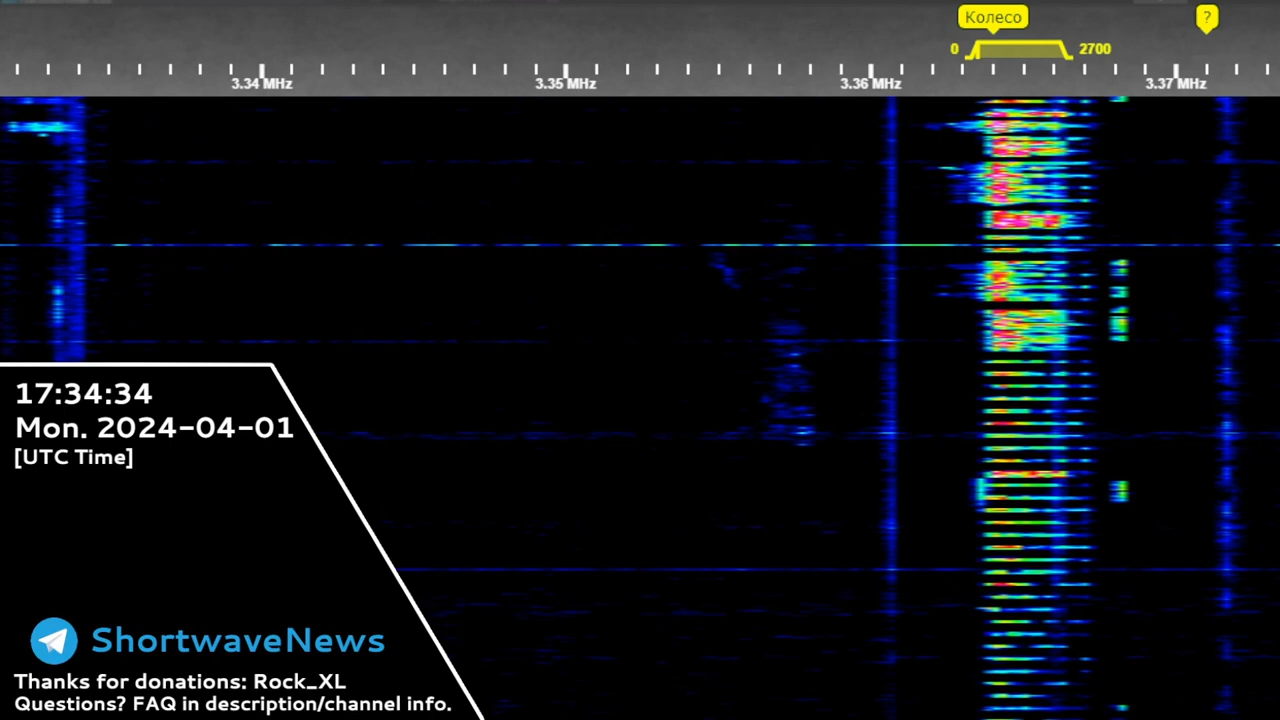 Колесо
?
0
2700
3.34 MHz
3.35 MHz
3.36 MHz
3.37 MHz
17:34:34
Mon. 2024-04-01
[UTC Time]
ShortwaveNews
Thanks for donations: Rock_XL
Questions? FAQ in description/channel info.